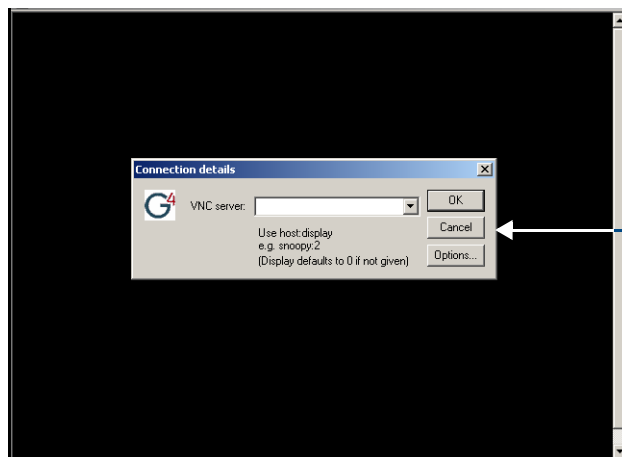 Connection details
G4
VNC server:
OK
Use host:display
Cancel
e.g. snoopy:2
(Display defaults to 0 if not given)
Options...